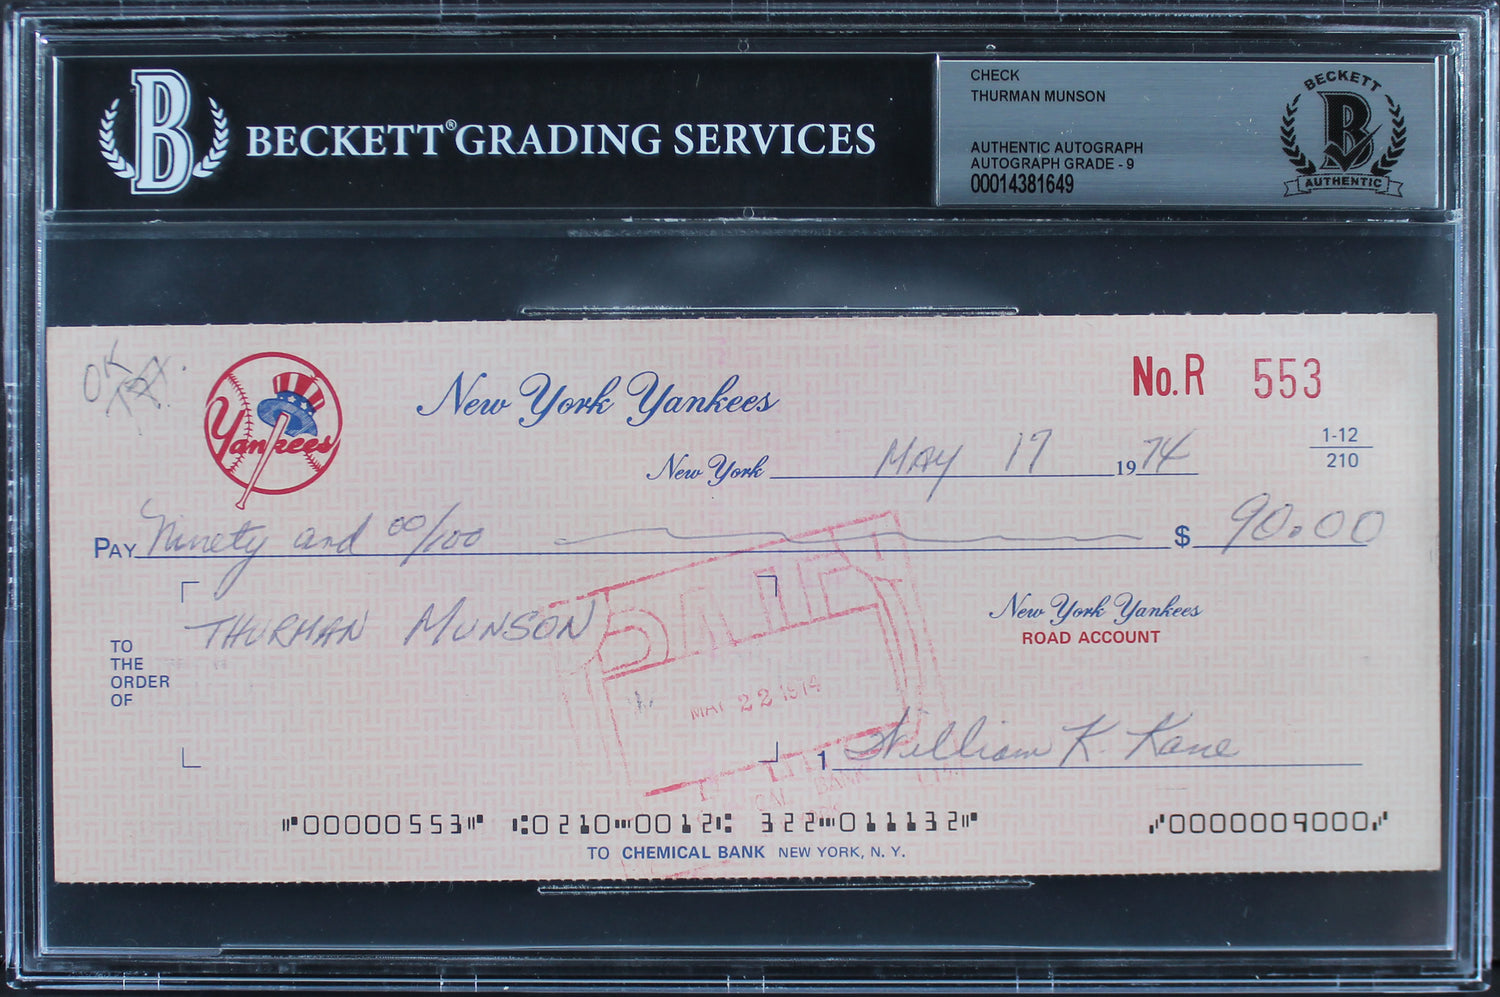 BECKETT® GRADING SERVICES
CHECK
THURMAN MUNSON
AUTHENTIC AUTOGRAPH
AUTOGRAPH GRADE - 9
00014381649
BECKETT
B
AUTHENTIC
OK
Yankees
New York Yankees
No. R 553
New York MAY 17 1974
1-12
210
PAY Ninety and 00/100 $ 90.00
TO
THE
ORDER
OF
THURMAN MUNSON
New York Yankees
ROAD ACCOUNT
MAY 22 1974
1 William K. Kane
⑈00000553⑈ ⑆0210⑉0012⑆ 322⑉011132⑈ ⑈0000009000⑈
TO CHEMICAL BANK NEW YORK, N. Y.